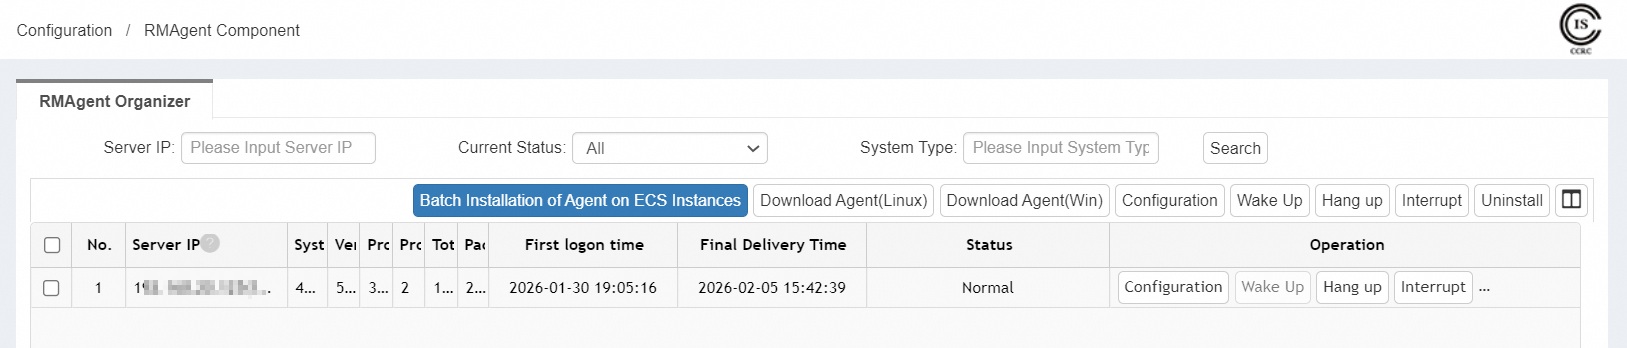 Configuration / RMAgent Component
IS
CCRC
RMAgent Organizer
Server IP: Please Input Server IP Current Status: All System Type: Please Input System Typ Search
Batch Installation of Agent on ECS Instances Download Agent(Linux) Download Agent(Win) Configuration Wake Up Hang up Interrupt Uninstall
No. Server IP ? Syst Ver Pro Pro Tot Pac First logon time Final Delivery Time Status Operation
1 4... 5... 3... 2 1... 2... 2026-01-30 19:05:16 2026-02-05 15:42:39 Normal Configuration Wake Up Hang up Interrupt ...